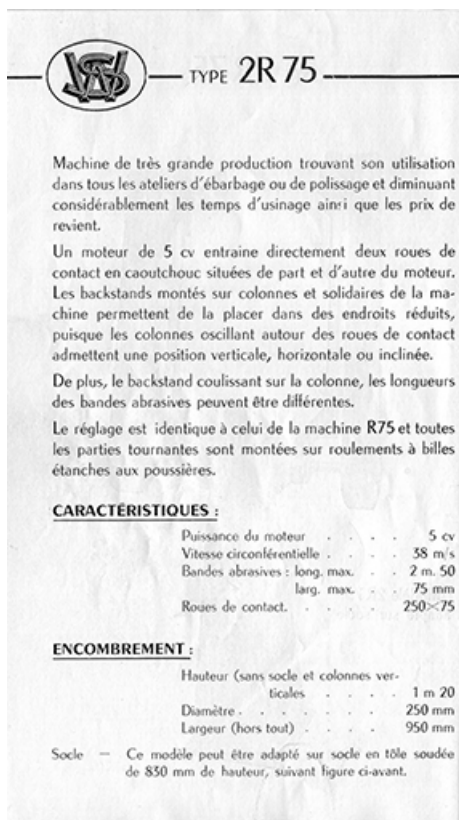 TYPE 2R 75
Machine de très grande production trouvant son utilisation
dans tous les ateliers d'ébarbage ou de polissage et diminuant
considérablement les temps d'usinage ainsi que les prix de
revient.
Un moteur de 5 cv entraine directement deux roues de
contact en caoutchouc situées de part et d'autre du moteur.
Les backstands montés sur colonnes et solidaires de la ma-
chine permettent de la placer dans des endroits réduits,
puisque les colonnes oscillant autour des roues de contact
admettent une position verticale, horizontale ou inclinée.
De plus, le backstand coulissant sur la colonne, les longueurs
des bandes abrasives peuvent être différentes.
Le réglage est identique à celui de la machine R75 et toutes
les parties tournantes sont montées sur roulements à billes
étanches aux poussières.
CARACTÉRISTIQUES :
Puissance du moteur . . . . 5 cv
Vitesse circonférentielle . . . . 38 m/s
Bandes abrasives : long. max. . . 2 m. 50
larg. max. . . 75 mm
Roues de contact. . . . . 250×75
ENCOMBREMENT :
Hauteur (sans socle et colonnes ver-
ticales . . . . 1 m 20
Diamètre . . . . . . 250 mm
Largeur (hors tout) . . . . 950 mm
Socle — Ce modèle peut être adapté sur socle en tôle soudée
de 830 mm de hauteur, suivant figure ci-avant.